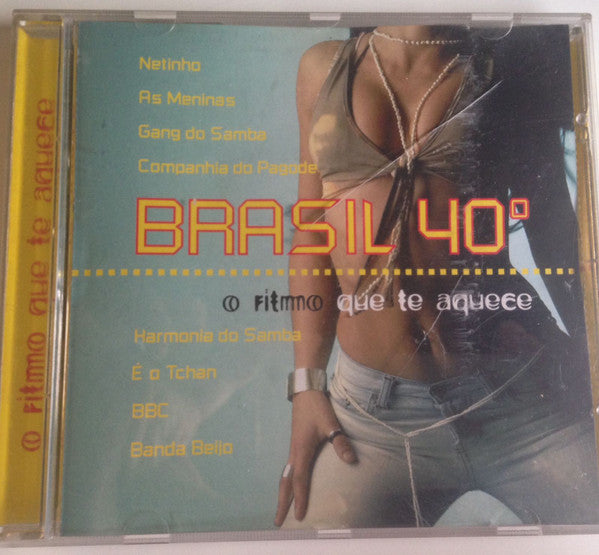 Netinho
As Meninas
Gang do Samba
Companhia do Pagode
BRASIL 40º
O RITMO que te aquece
Harmonia do Samba
É o Tchan
BBC
Banda Beijo
O RITMO que te aquece